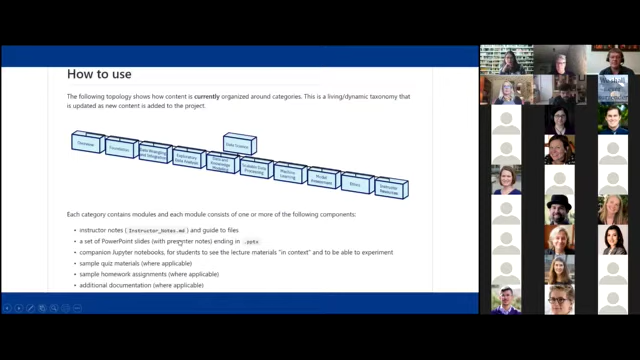 How to use
The following topology shows how content is currently organized around categories. This is a living/dynamic taxonomy that
is updated as new content is added to the project.
Data Science
Overview
Foundation
Data Wrangling
and Integration
Exploratory
Data Analysis
Scalable Data
Processing
Machine
Learning
Model
Assessment
Ethics
Instructor
Resources
Each category contains modules and each module consists of one or more of the following components:
instructor notes ( Instructor_Notes.md ) and guide to files
a set of PowerPoint slides (with presenter notes) ending in .pptx
companion Jupyter notebooks, for students to see the lecture materials "in context" and to be able to experiment
sample quiz materials (where applicable)
sample homework assignments (where applicable)
additional documentation (where applicable)